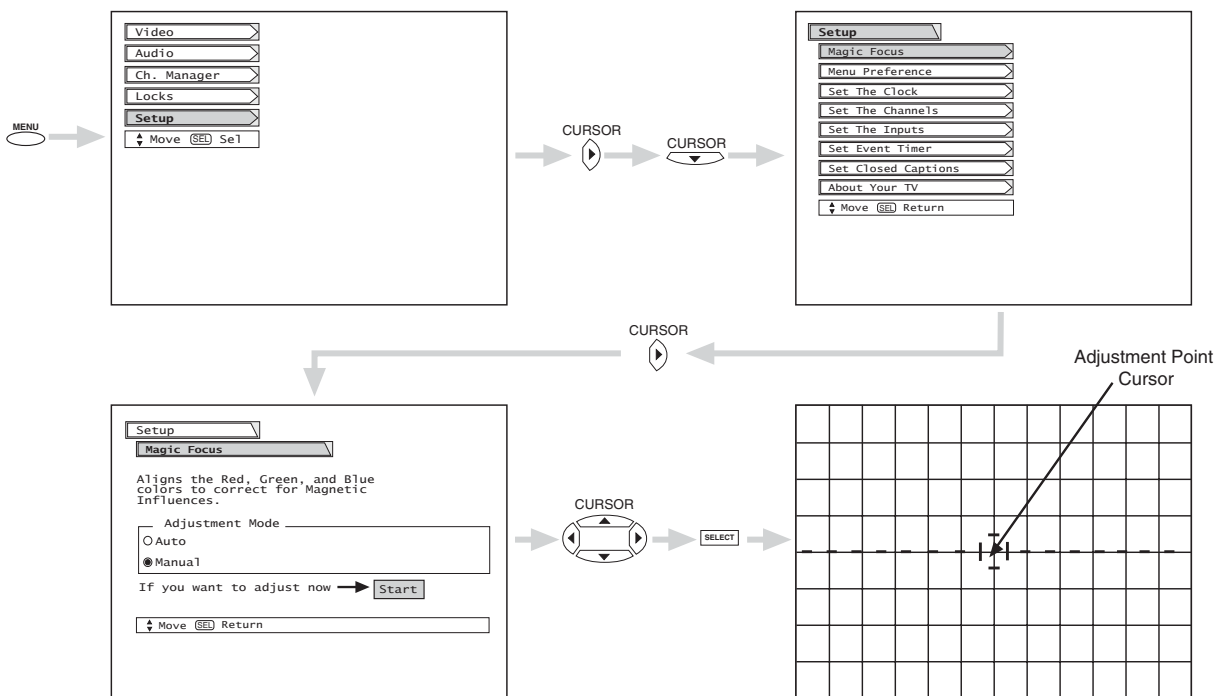 MENU
Video
Audio
Ch. Manager
Locks
Setup
Move SEL Sel
CURSOR
CURSOR
Setup
Magic Focus
Menu Preference
Set The Clock
Set The Channels
Set The Inputs
Set Event Timer
Set Closed Captions
About Your TV
Move SEL Return
CURSOR
Setup
Magic Focus
Aligns the Red, Green, and Blue
colors to correct for Magnetic
Influences.
Adjustment Mode
Auto
Manual
If you want to adjust now
Start
Move SEL Return
CURSOR
SELECT
Adjustment Point
Cursor